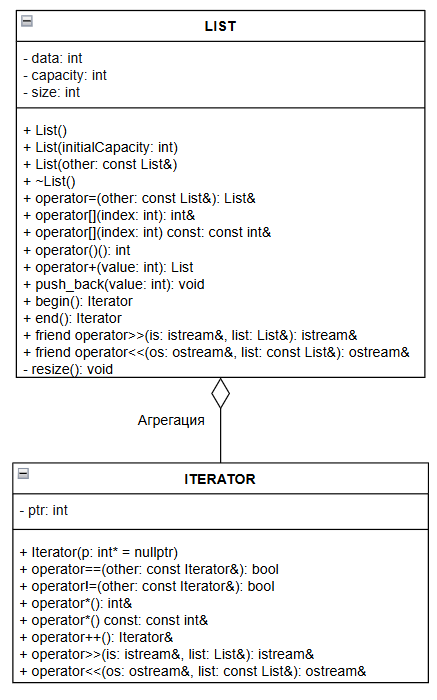 LIST
- data: int
- capacity: int
- size: int
+ List()
+ List(initialCapacity: int)
+ List(other: const List&)
+ ~List()
+ operator=(other: const List&): List&
+ operator[](index: int): int&
+ operator[](index: int) const: const int&
+ operator()(): int
+ operator+(value: int): List
+ push_back(value: int): void
+ begin(): Iterator
+ end(): Iterator
+ friend operator>>(is: istream&, list: List&): istream&
+ friend operator<<(os: ostream&, list: const List&): ostream&
- resize(): void
Агрегация
ITERATOR
- ptr: int
+ Iterator(p: int* = nullptr)
+ operator==(other: const Iterator&): bool
+ operator!=(other: const Iterator&): bool
+ operator*(): int&
+ operator*() const: const int&
+ operator++(): Iterator&
+ operator>>(is: istream&, list: List&): istream&
+ operator<<(os: ostream&, list: const List&): ostream&